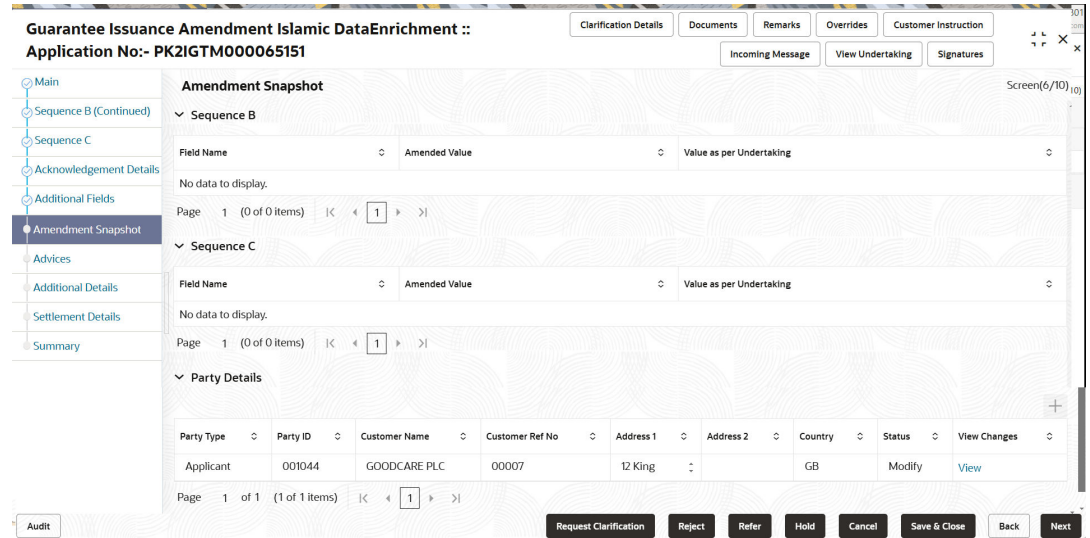 Guarantee Issuance Amendment Islamic DataEnrichment ::
Application No:- PK2IGTM000065151
Clarification Details
Documents
Remarks
Overrides
Customer Instruction
Incoming Message
View Undertaking
Signatures
Main
Sequence B (Continued)
Sequence C
Acknowledgement Details
Additional Fields
Amendment Snapshot
Advices
Additional Details
Settlement Details
Summary
Amendment Snapshot
Screen(6/10)
Sequence B
Field Name Amended Value Value as per Undertaking
No data to display.
Page 1 (0 of 0 items) 1
Sequence C
Field Name Amended Value Value as per Undertaking
No data to display.
Page 1 (0 of 0 items) 1
Party Details
Party Type Party ID Customer Name Customer Ref No Address 1 Address 2 Country Status View Changes
Applicant 001044 GOODCARE PLC 00007 12 King GB Modify View
Page 1 of 1 (1 of 1 items) 1
Audit
Request Clarification
Reject
Refer
Hold
Cancel
Save & Close
Back
Next